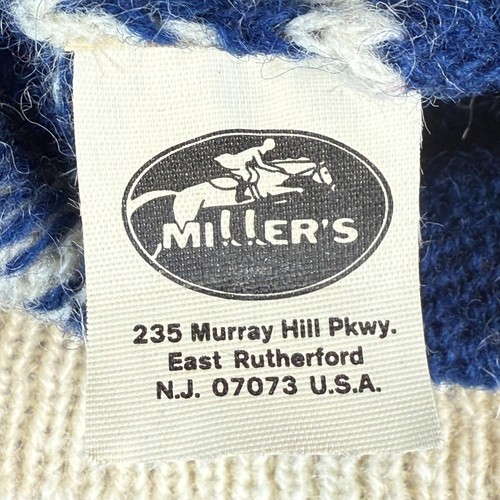 MILLER'S
235 Murray Hill Pkwy.
East Rutherford
N.J. 07073 U.S.A.